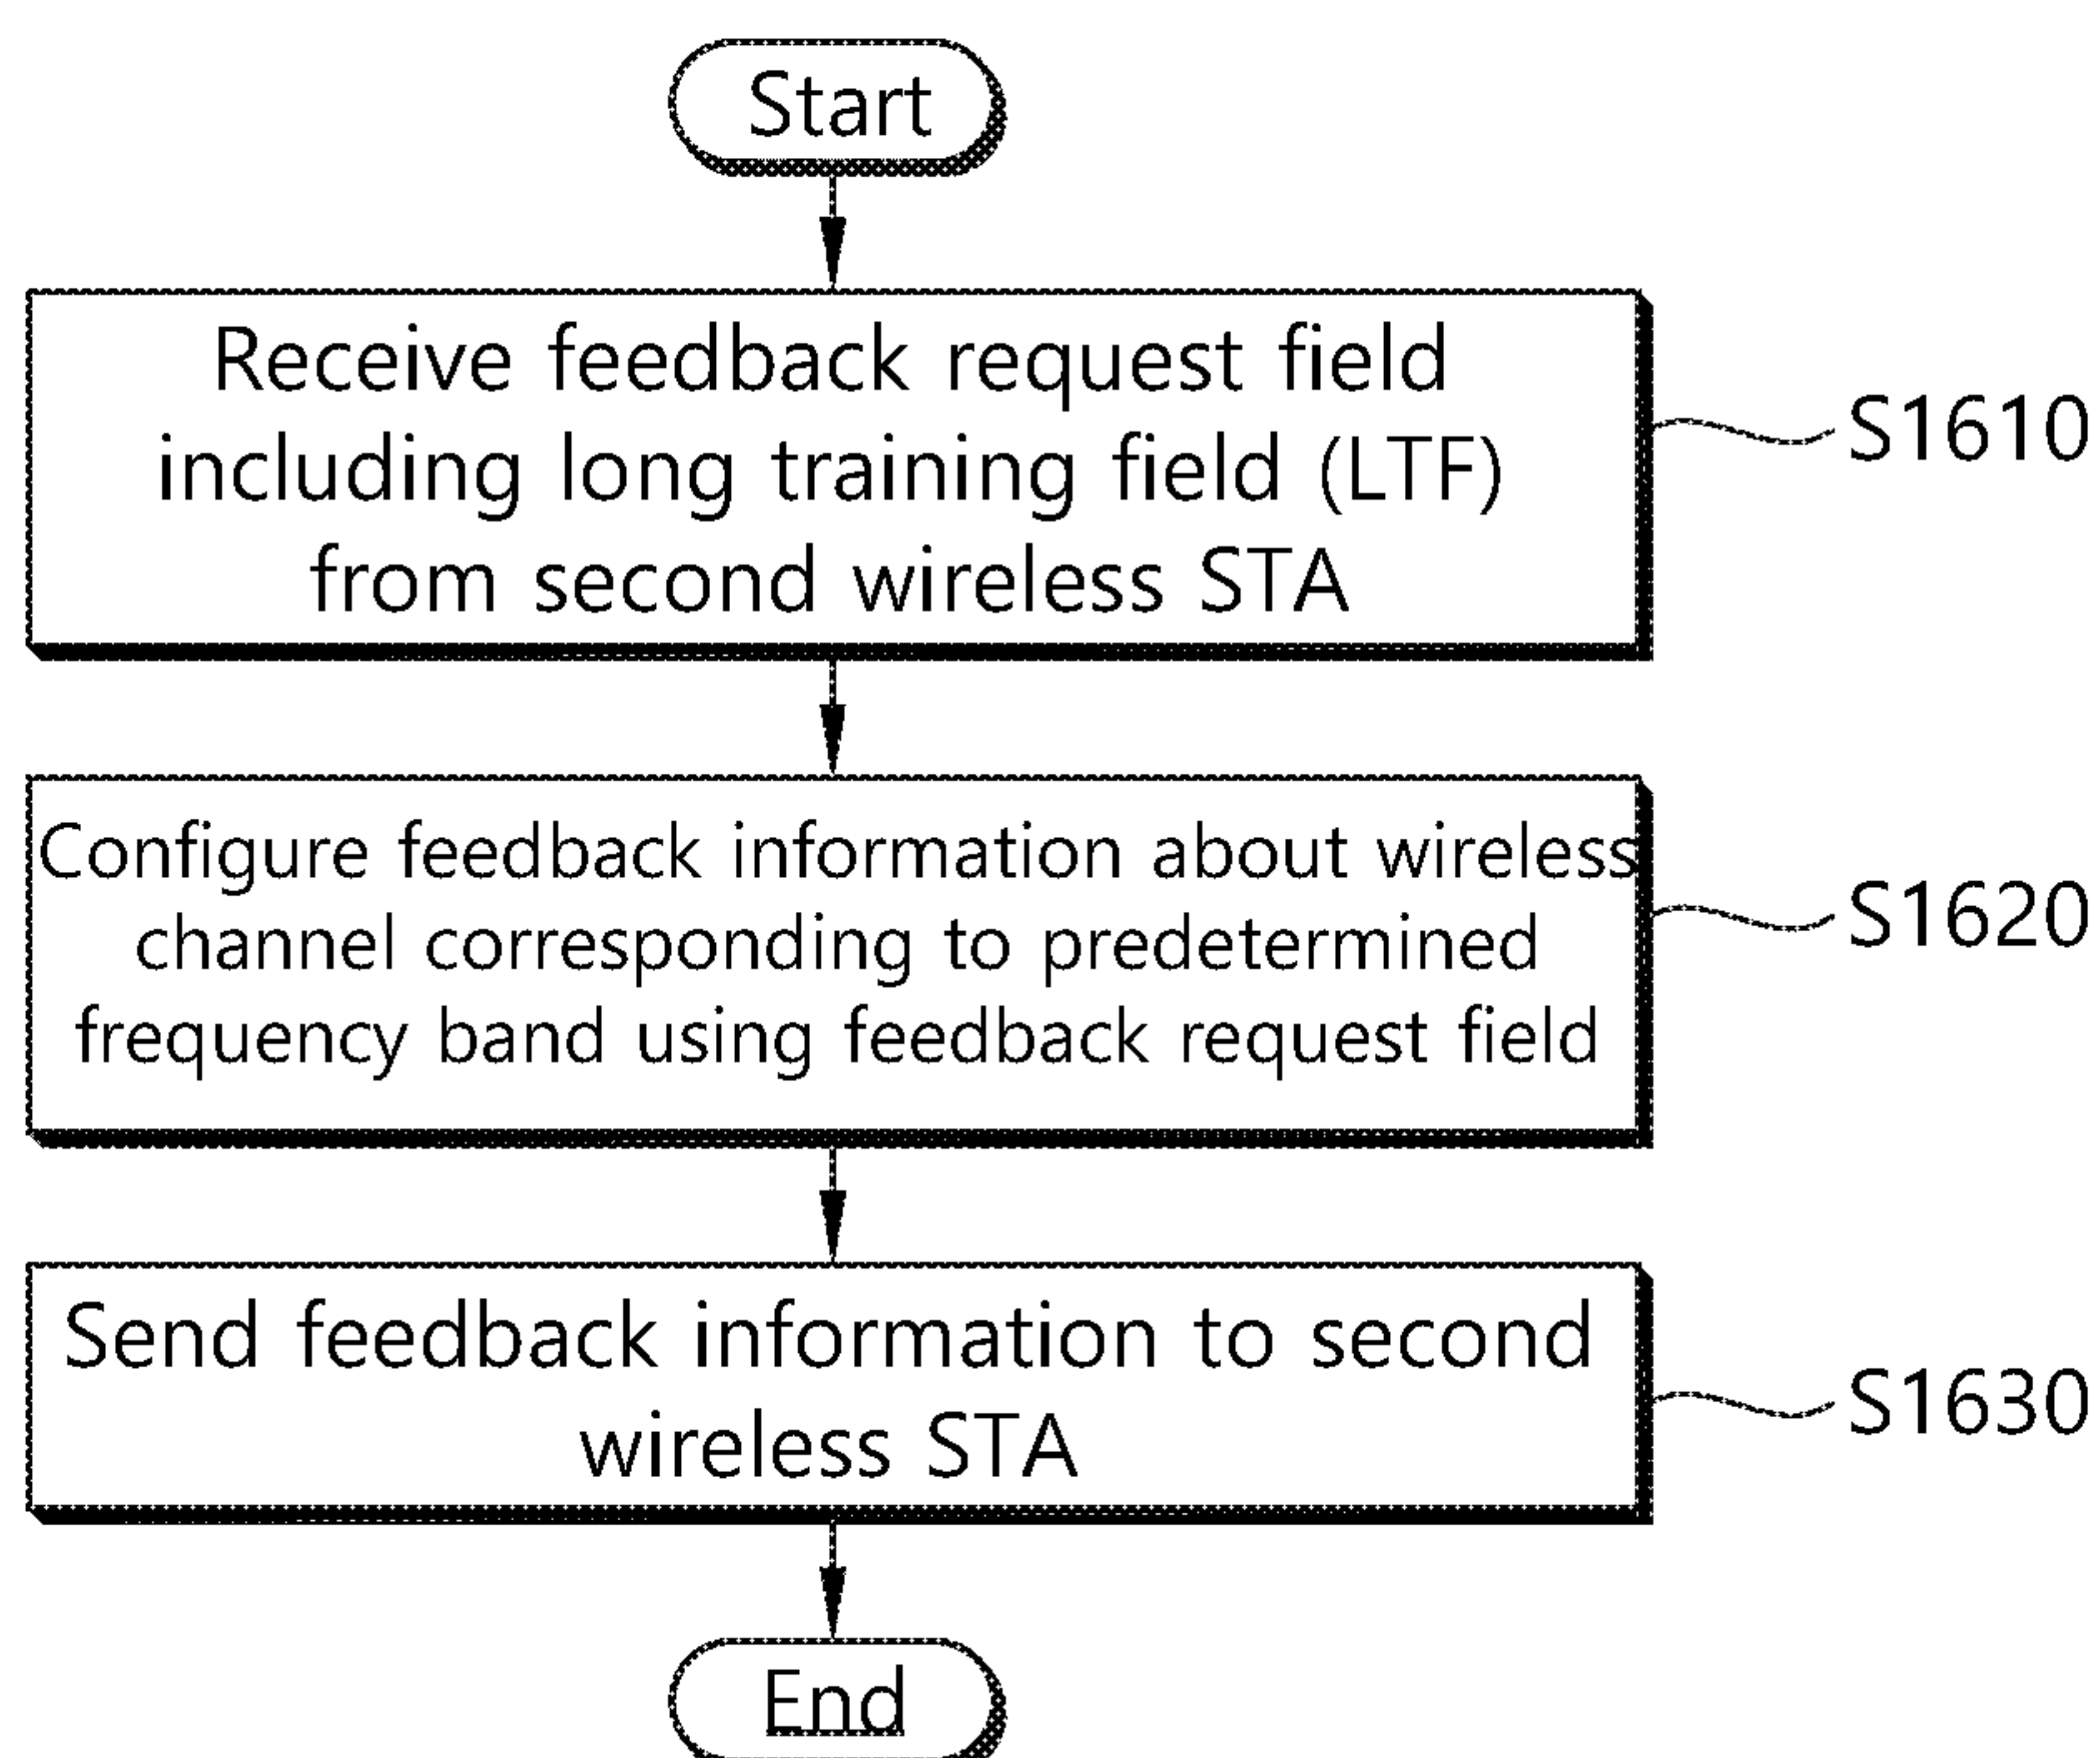 Start
Receive feedback request field
including long training field (LTF)
from second wireless STA
S1610
Configure feedback information about wireless
channel corresponding to predetermined
frequency band using feedback request field
S1620
Send feedback information to second
wireless STA
S1630
End